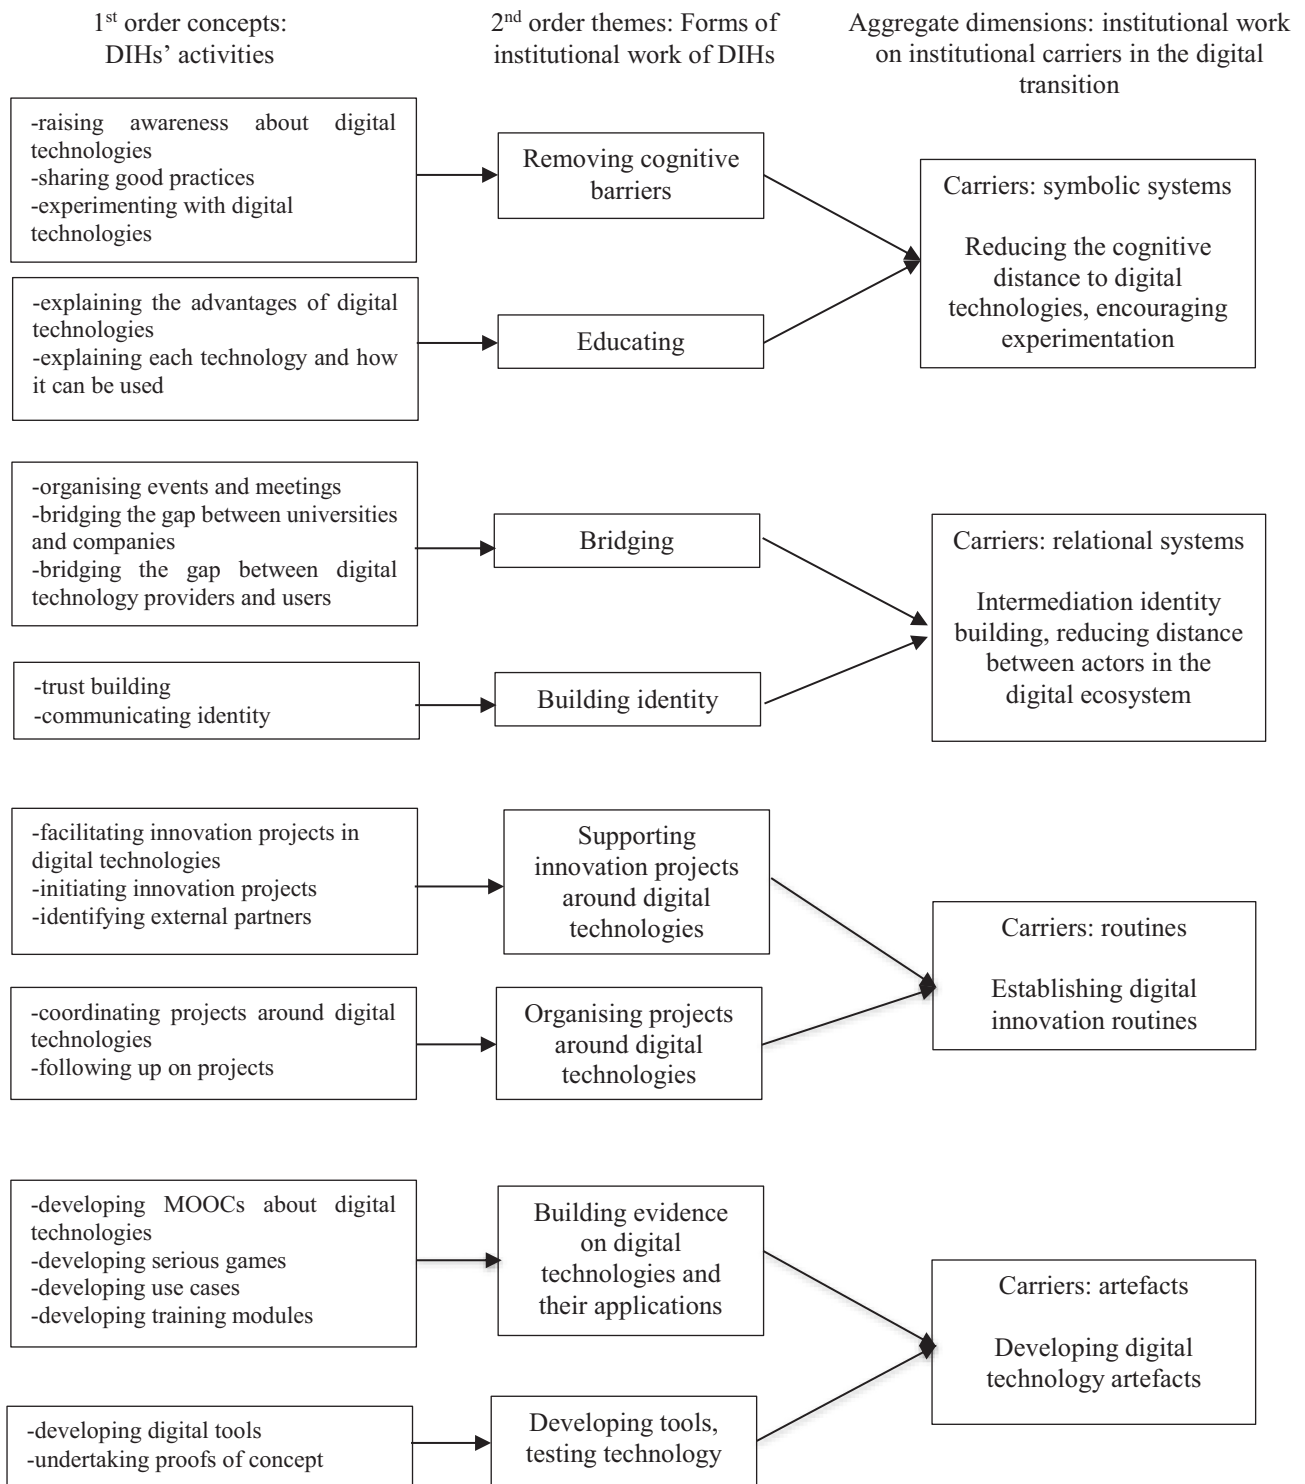 1st order concepts:
DIHs’ activities
2nd order themes: Forms of
institutional work of DIHs
Aggregate dimensions: institutional work
on institutional carriers in the digital
transition
-raising awareness about digital
technologies
-sharing good practices
-experimenting with digital
technologies
Removing cognitive
barriers
-explaining the advantages of digital
technologies
-explaining each technology and how
it can be used
Educating
Carriers: symbolic systems
Reducing the cognitive
distance to digital
technologies, encouraging
experimentation
-organising events and meetings
-bridging the gap between universities
and companies
-bridging the gap between digital
technology providers and users
Bridging
-trust building
-communicating identity
Building identity
Carriers: relational systems
Intermediation identity
building, reducing distance
between actors in the
digital ecosystem
-facilitating innovation projects in
digital technologies
-initiating innovation projects
-identifying external partners
Supporting
innovation projects
around digital
technologies
-coordinating projects around digital
technologies
-following up on projects
Organising projects
around digital
technologies
Carriers: routines
Establishing digital
innovation routines
-developing MOOCs about digital
technologies
-developing serious games
-developing use cases
-developing training modules
Building evidence
on digital
technologies and
their applications
-developing digital tools
-undertaking proofs of concept
Developing tools,
testing technology
Carriers: artefacts
Developing digital
technology artefacts